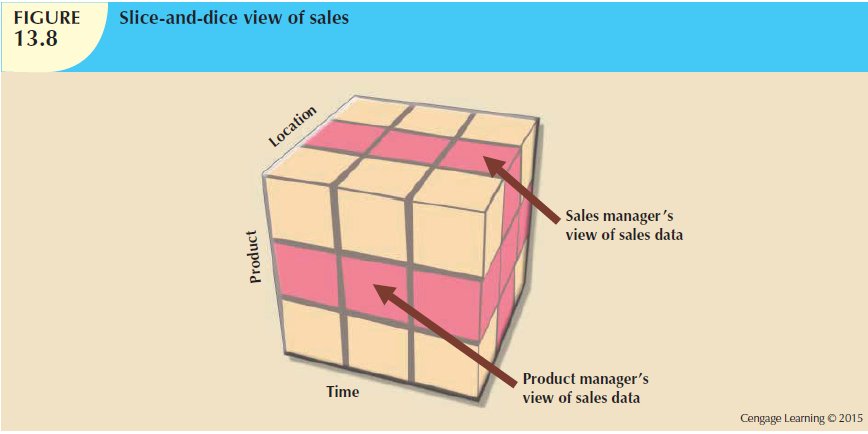 FIGURE
13.8
Slice-and-dice view of sales
Location
Product
Time
Sales manager's
view of sales data
Product manager's
view of sales data
Cengage Learning © 2015